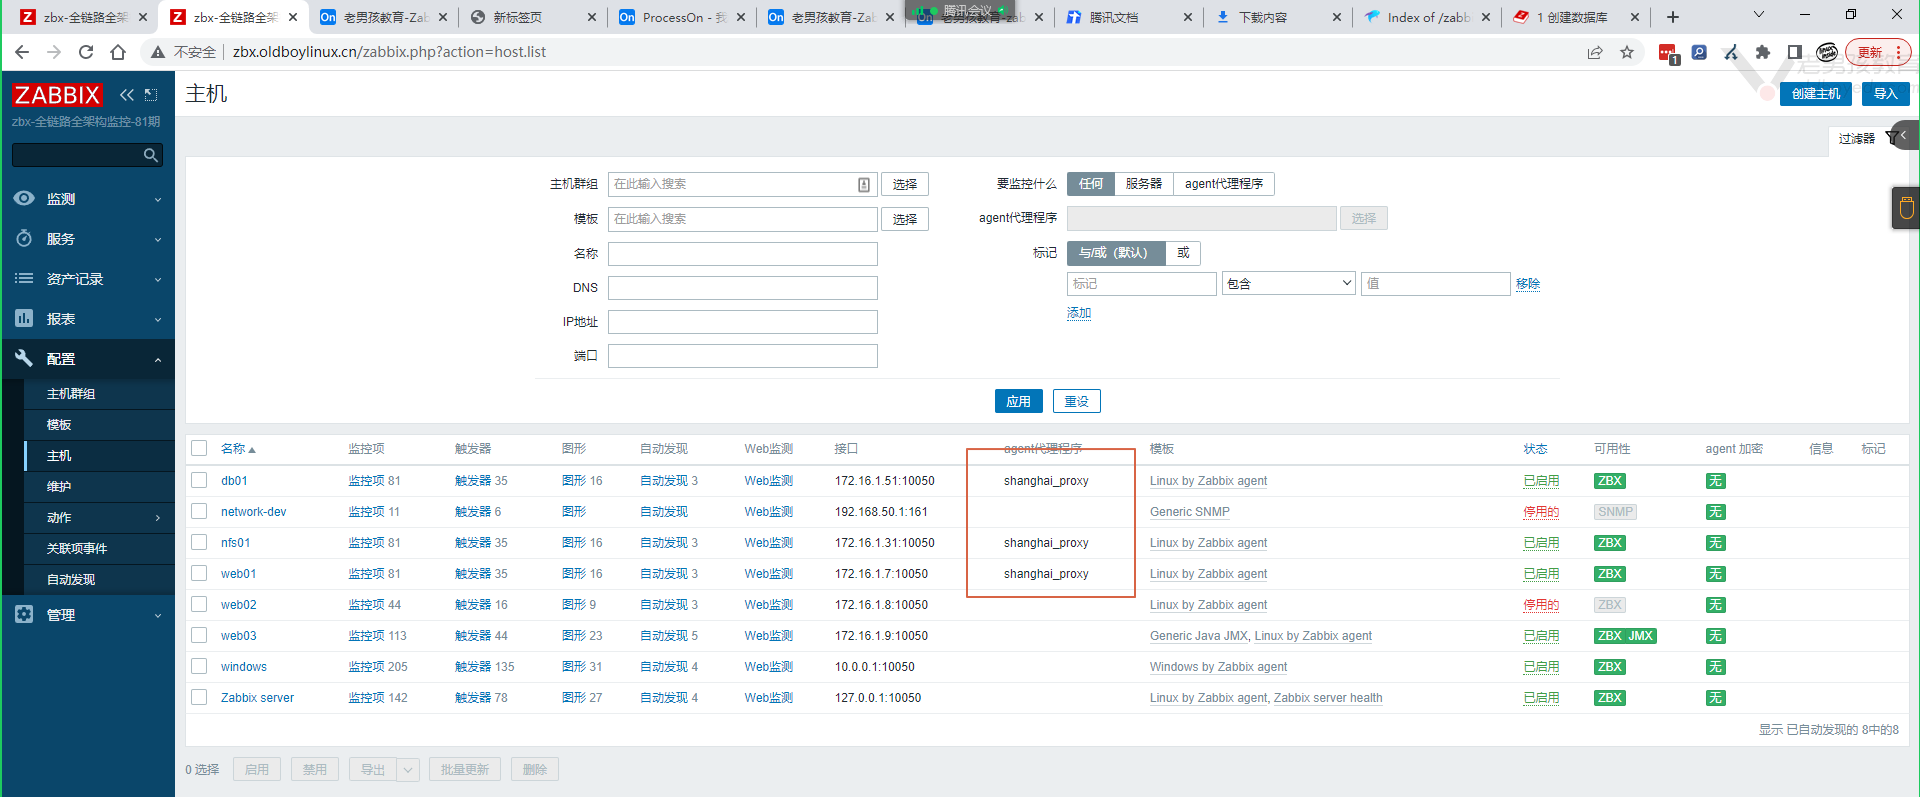 zbx-全链路全架
zbx-全链路全架
老男孩教育-Zab
新标签页
ProcessOn - 我
老男孩教育-Zab
老男孩教育-zab
腾讯会议
腾讯文档
下载内容
Index of /zabb
1 创建数据库
不安全
zbx.oldboylinux.cn/zabbix.php?action=host.list
1
更新
ZABBIX
zbx-全链路全架构监控-81期
监测
服务
资产记录
报表
配置
主机群组
模板
主机
维护
动作
关联项事件
自动发现
管理
主机
老男孩教育
创建主机 导入
过滤器
主机群组 在此输入搜索 选择
模板 在此输入搜索 选择
名称
DNS
IP地址
端口
要监控什么 任何 服务器 agent代理程序
agent代理程序 选择
标记 与/或（默认） 或
标记 包含 值 移除
添加
应用 重设
名称 监控项 触发器 图形 自动发现 Web监测 接口 agent代理程序 模板 状态 可用性 agent 加密 信息 标记
db01 监控项 81 触发器 35 图形 16 自动发现 3 Web监测 172.16.1.51:10050 shanghai_proxy Linux by Zabbix agent 已启用 ZBX 无
network-dev 监控项 11 触发器 6 图形 自动发现 Web监测 192.168.50.1:161 Generic SNMP 停用的 SNMP 无
nfs01 监控项 81 触发器 35 图形 16 自动发现 3 Web监测 172.16.1.31:10050 shanghai_proxy Linux by Zabbix agent 已启用 ZBX 无
web01 监控项 81 触发器 35 图形 16 自动发现 3 Web监测 172.16.1.7:10050 shanghai_proxy Linux by Zabbix agent 已启用 ZBX 无
web02 监控项 44 触发器 16 图形 9 自动发现 3 Web监测 172.16.1.8:10050 Linux by Zabbix agent 停用的 ZBX 无
web03 监控项 113 触发器 44 图形 23 自动发现 5 Web监测 172.16.1.9:10050 Generic Java JMX, Linux by Zabbix agent 已启用 ZBX JMX 无
windows 监控项 205 触发器 135 图形 31 自动发现 4 Web监测 10.0.0.1:10050 Windows by Zabbix agent 已启用 ZBX 无
Zabbix server 监控项 142 触发器 78 图形 27 自动发现 4 Web监测 127.0.0.1:10050 Linux by Zabbix agent, Zabbix server health 已启用 ZBX 无
显示 已自动发现的 8中的8
0 选择 启用 禁用 导出 批量更新 删除